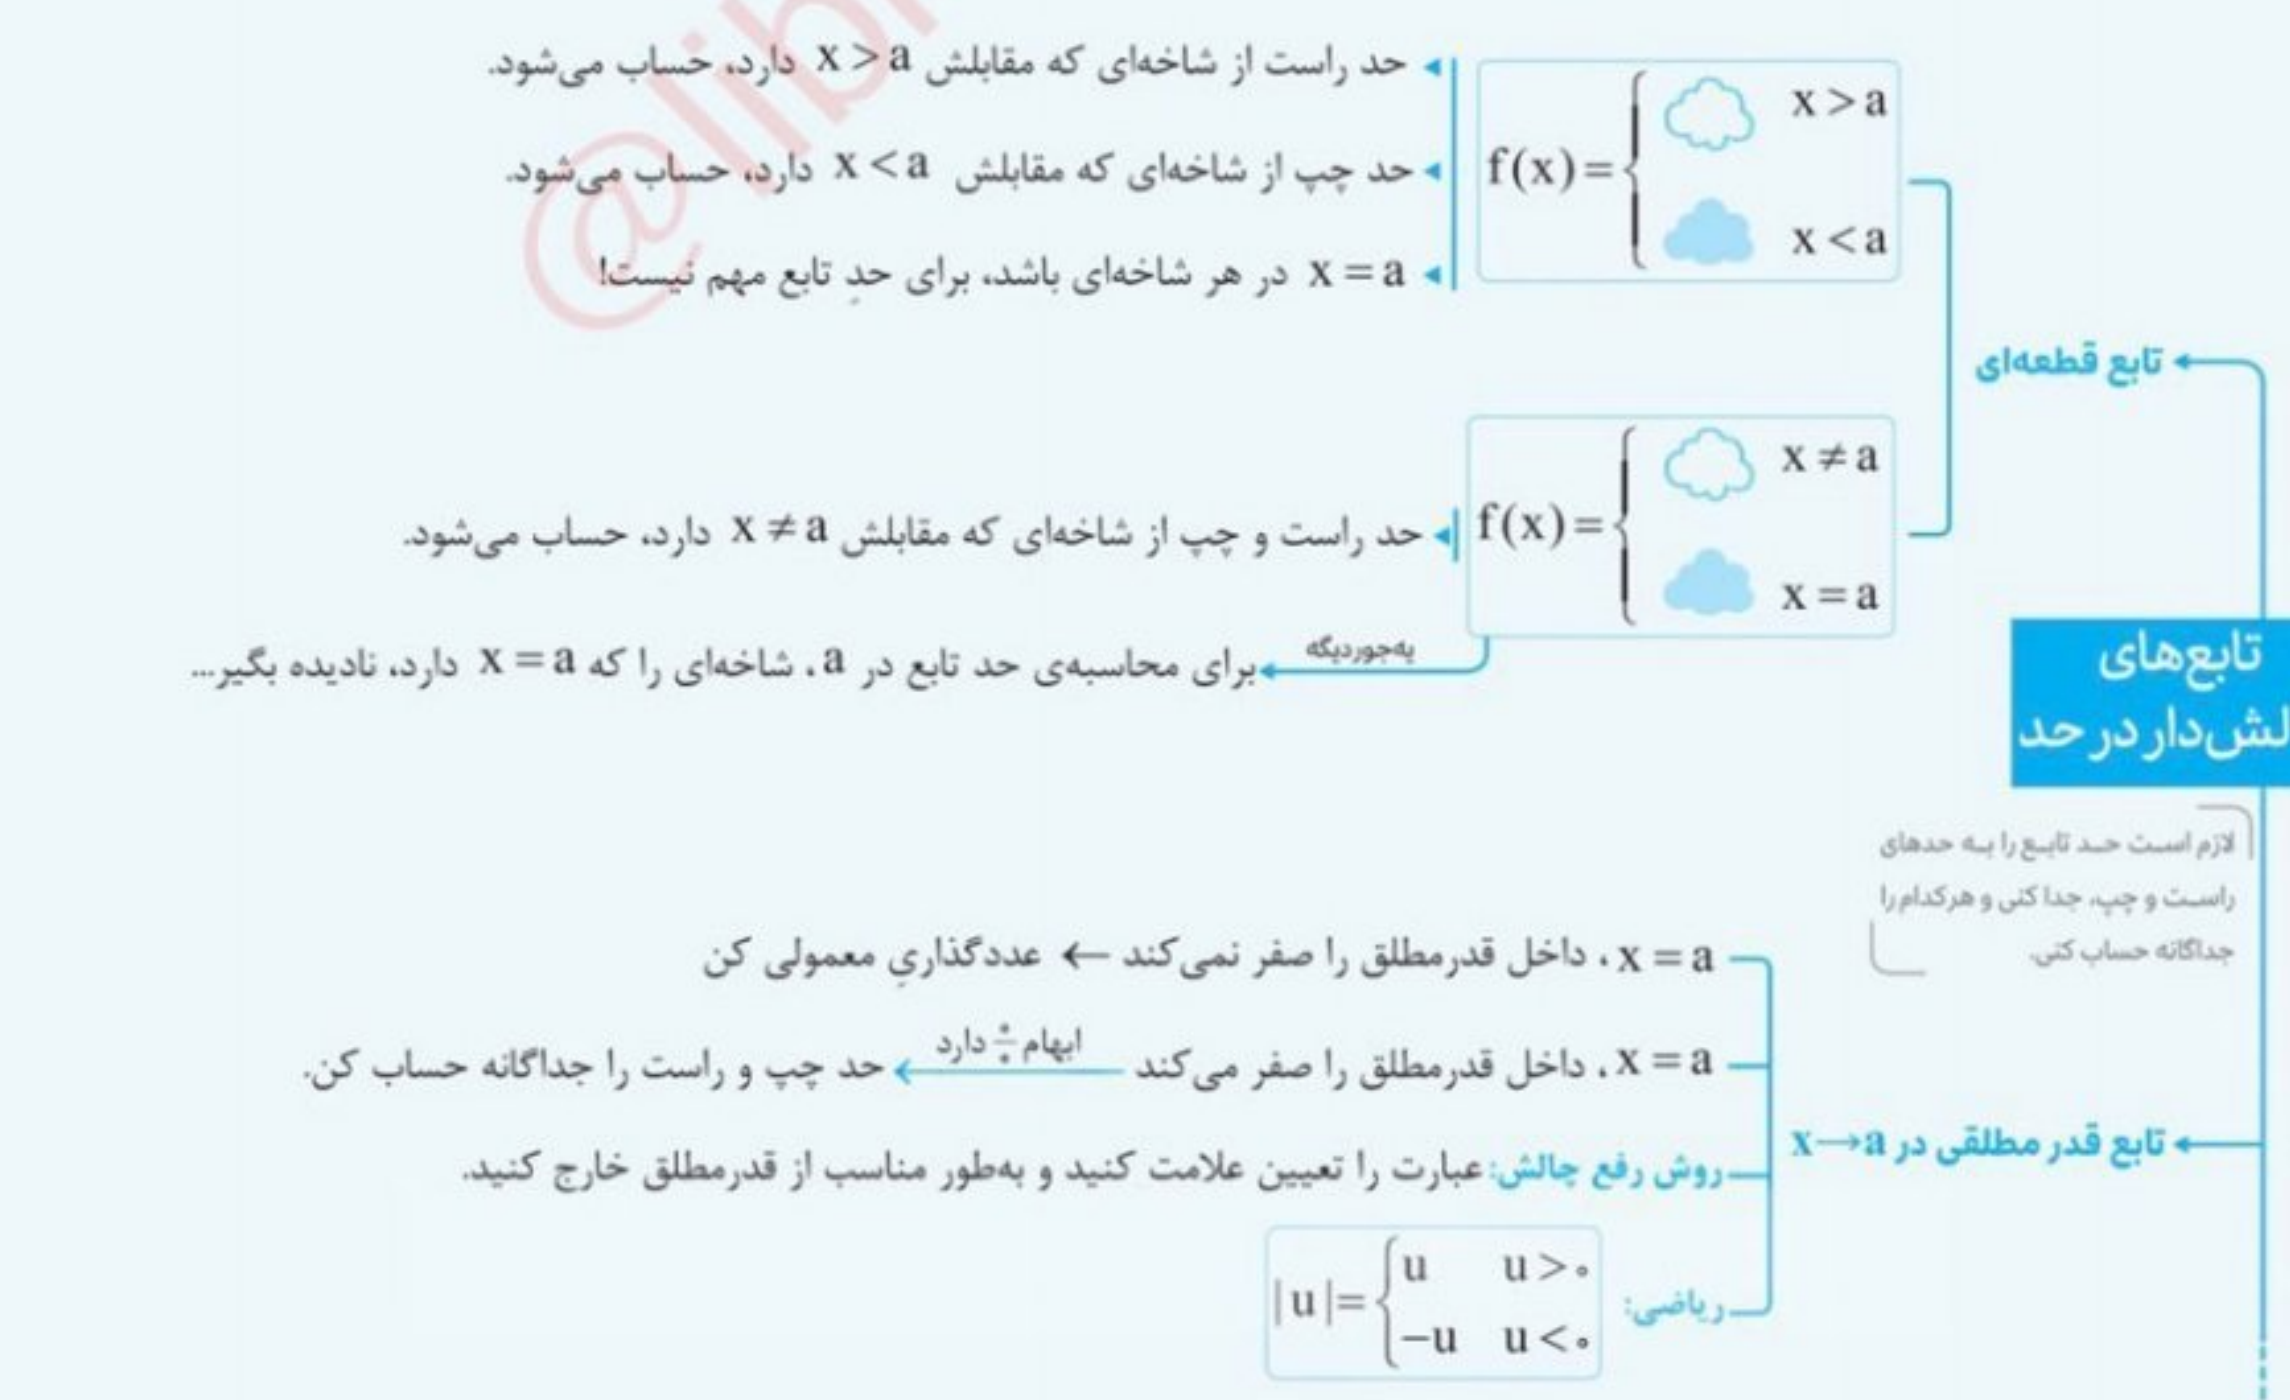 حد راست از شاخه‌ای که مقابلش x > a دارد، حساب می‌شود.
حد چپ از شاخه‌ای که مقابلش x < a دارد، حساب می‌شود.
x = a در هر شاخه‌ای باشد، برای حدِ تابع مهم نیست!
f(x) = {
x > a
x < a
تابع قطعه‌ای
f(x) = {
x ≠ a
x = a
حد راست و چپ از شاخه‌ای که مقابلش x ≠ a دارد، حساب می‌شود.
یه‌جوردیگه
برای محاسبه‌ی حد تابع در a، شاخه‌ای را که x = a دارد، نادیده بگیر...
تابع‌های
لش‌دار در حد
لازم است حد تابع را به حدهای
راست و چپ، جدا کنی و هرکدام را
جداگانه حساب کنی.
تابع قدر مطلقی در x→a
x = a، داخل قدرمطلق را صفر نمی‌کند ← عددگذاریِ معمولی کن
x = a، داخل قدرمطلق را صفر می‌کند ← ابهام ۰/۰ دارد حد چپ و راست را جداگانه حساب کن.
روش رفع چالش: عبارت را تعیین علامت کنید و به‌طور مناسب از قدرمطلق خارج کنید.
ریاضی:
|u| = {
u u > ۰
−u u < ۰
@libr